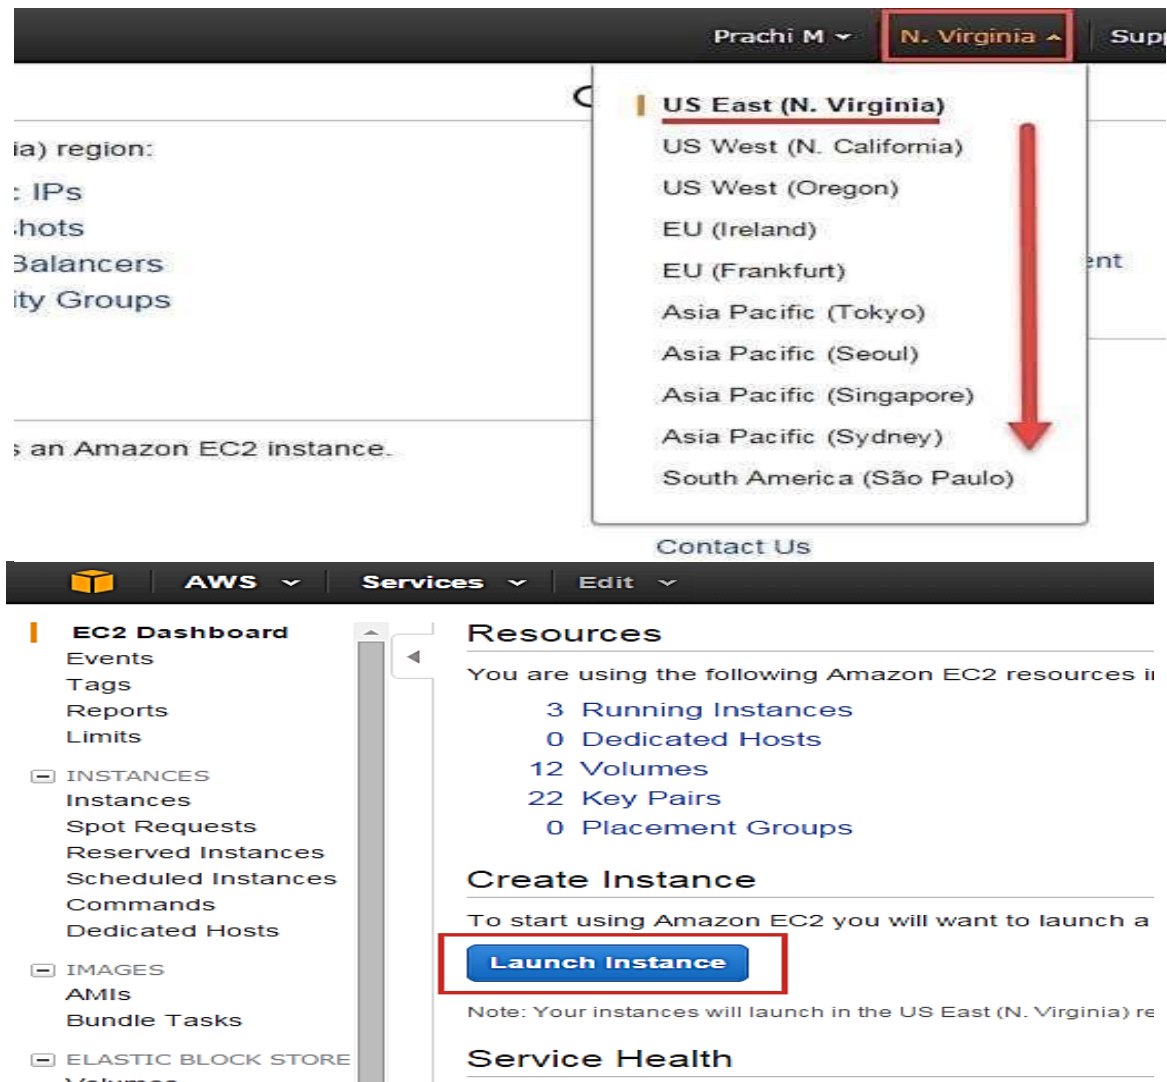 Prachi M N. Virginia Supp
US East (N. Virginia)
ia) region:
US West (N. California)
IPs
US West (Oregon)
hots
EU (Ireland)
Balancers
EU (Frankfurt)
ent
ity Groups
Asia Pacific (Tokyo)
Asia Pacific (Seoul)
Asia Pacific (Singapore)
s an Amazon EC2 instance.
Asia Pacific (Sydney)
South America (São Paulo)
Contact Us
AWS Services Edit
EC2 Dashboard
Events
Tags
Reports
Limits
INSTANCES
Instances
Spot Requests
Reserved Instances
Scheduled Instances
Commands
Dedicated Hosts
IMAGES
AMIs
Bundle Tasks
ELASTIC BLOCK STORE
Volumes
Resources
You are using the following Amazon EC2 resources i
3 Running Instances
0 Dedicated Hosts
12 Volumes
22 Key Pairs
0 Placement Groups
Create Instance
To start using Amazon EC2 you will want to launch a
Launch Instance
Note: Your instances will launch in the US East (N. Virginia) re
Service Health